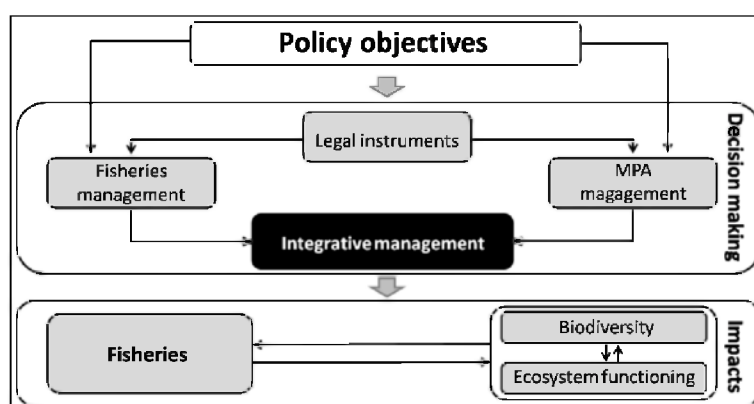 Policy objectives
Legal instruments
Fisheries
management
MPA
magagement
Integrative management
Decision making
Fisheries
Biodiversity
Ecosystem functioning
Impacts